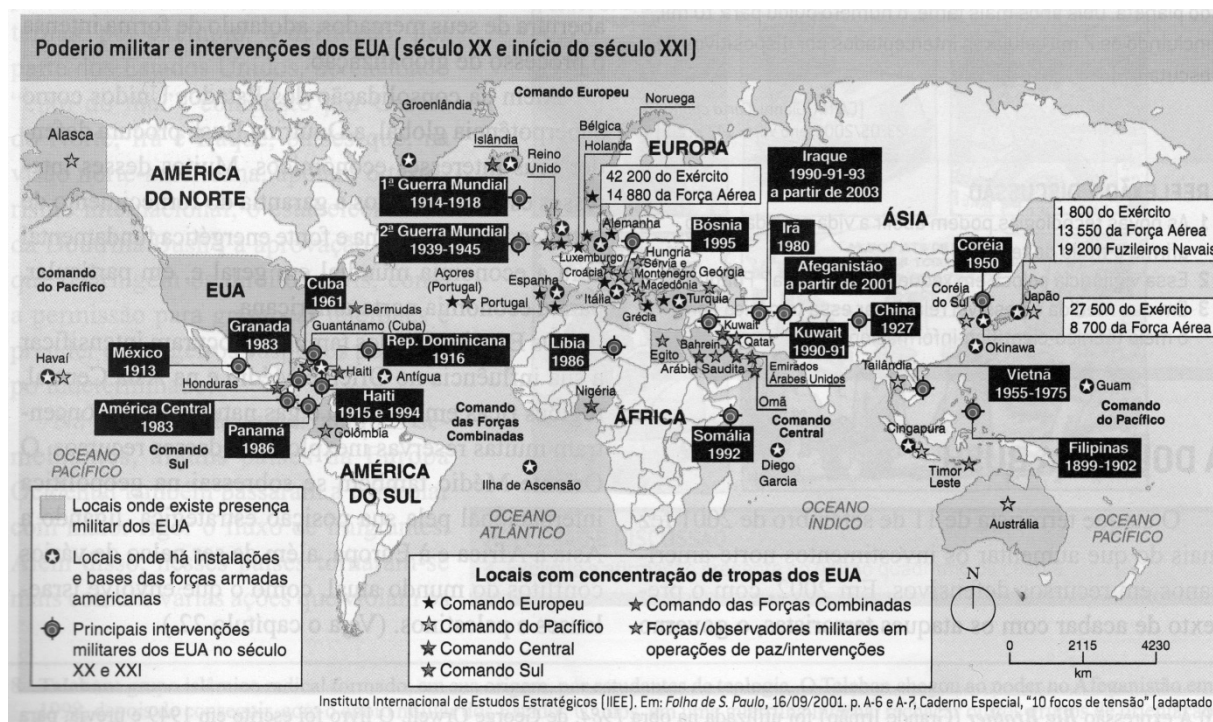 Poderio militar e intervenções dos EUA (século XX e início do século XXI)
Comando Europeu
Noruega
Groenlândia
Bélgica
Holanda
EUROPA
Alasca
Islândia
Reino
Unido
AMÉRICA
DO NORTE
1ª Guerra Mundial
1914-1918
42 200 do Exército
14 880 da Força Aérea
Iraque
1990-91-93
a partir de 2003
ÁSIA
1 800 do Exército
13 550 da Força Aérea
19 200 Fuzileiros Navais
2ª Guerra Mundial
1939-1945
Alemanha
Bósnia
1995
Irã
1980
Coréia
1950
Comando do
Pacífico
EUA
Cuba
1961
Açores
(Portugal)
Portugal
Espanha
Luxemburgo
Croácia
Itália
Hungria
Sérvia e
Montenegro
Macedônia
Grécia
Geórgia
Turquia
Afeganistão
a partir de 2001
Coréia
do Sul
Japão
Bermudas
Granada
1983
Guantánamo (Cuba)
Rep. Dominicana
1916
Líbia
1986
Kuwait
Bahrein
Qatar
Egito
Arábia Saudita
Emirados
Árabes Unidos
Omã
Kuwait
1990-91
China
1927
27 500 do Exército
8 700 da Força Aérea
Okinawa
Havaí
México
1913
Honduras
Haiti
Antígua
Haiti
1915 e 1994
América Central
1983
Panamá
1986
Colômbia
Comando
Sul
Nigéria
Comando
das Forças
Combinadas
ÁFRICA
Somália
1992
Comando
Central
Diego
Garcia
Tailândia
Vietnã
1955-1975
Guam
Comando do
Pacífico
Cingapura
Filipinas
1899-1902
Timor
Leste
OCEANO
PACÍFICO
AMÉRICA
DO SUL
Ilha de Ascensão
OCEANO
ATLÂNTICO
OCEANO
ÍNDICO
Austrália
OCEANO
PACÍFICO
Locais onde existe presença
militar dos EUA
Locais onde existem ações
e bases das forças armadas
americanas
Principais intervenções
militares dos EUA no século
XX e XXI
Locais com concentração de tropas dos EUA
Comando Europeu
Comando do Pacífico
Comando Central
Comando Sul
Comando das Forças Combinadas
Forças/observadores militares em
operações de paz/intervenções
N
0 2115 4230
km
Instituto Internacional de Estudos Estratégicos [IIEE]. Em: Folha de S. Paulo, 16/09/2001. p. A-6 e A-7, Caderno Especial, "10 focos de tensão" [adaptado